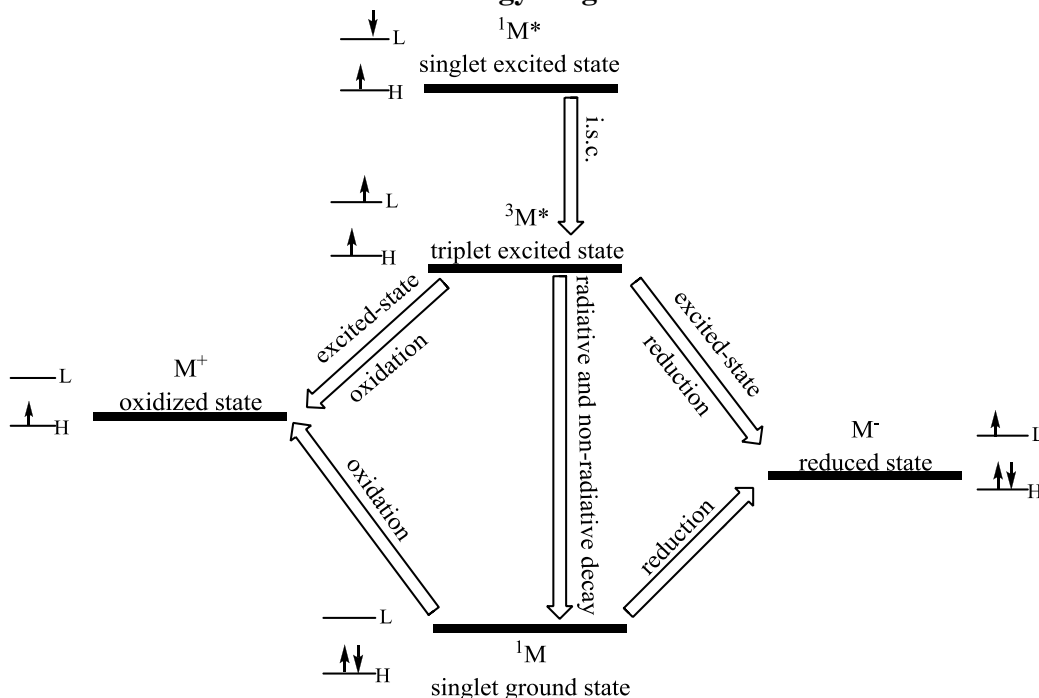 L
¹M*
singlet excited state
H
i.s.c.
L
³M*
triplet excited state
H
excited-state
oxidation
radiative and non-radiative decay
excited-state
reduction
M⁺
L
oxidized state
H
M⁻
L
reduced state
H
oxidation
reduction
L
¹M
H
singlet ground state